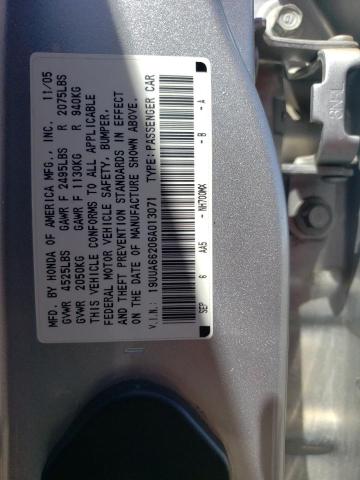 MFD. BY HONDA OF AMERICA MFG., INC. 11/05
GVWR 4525LBS GAWR F 2495LBS R 2075LBS
GVWR 2050KG GAWR F 1130KG R 940KG
THIS VEHICLE CONFORMS TO ALL APPLICABLE
FEDERAL MOTOR VEHICLE SAFETY, BUMPER,
AND THEFT PREVENTION STANDARDS IN EFFECT
ON THE DATE OF MANUFACTURE SHOWN ABOVE.
V.I.N.: 19UUA66206A013071 TYPE: PASSENGER CAR
SEP 6 AA5 - NH700MX - B - A